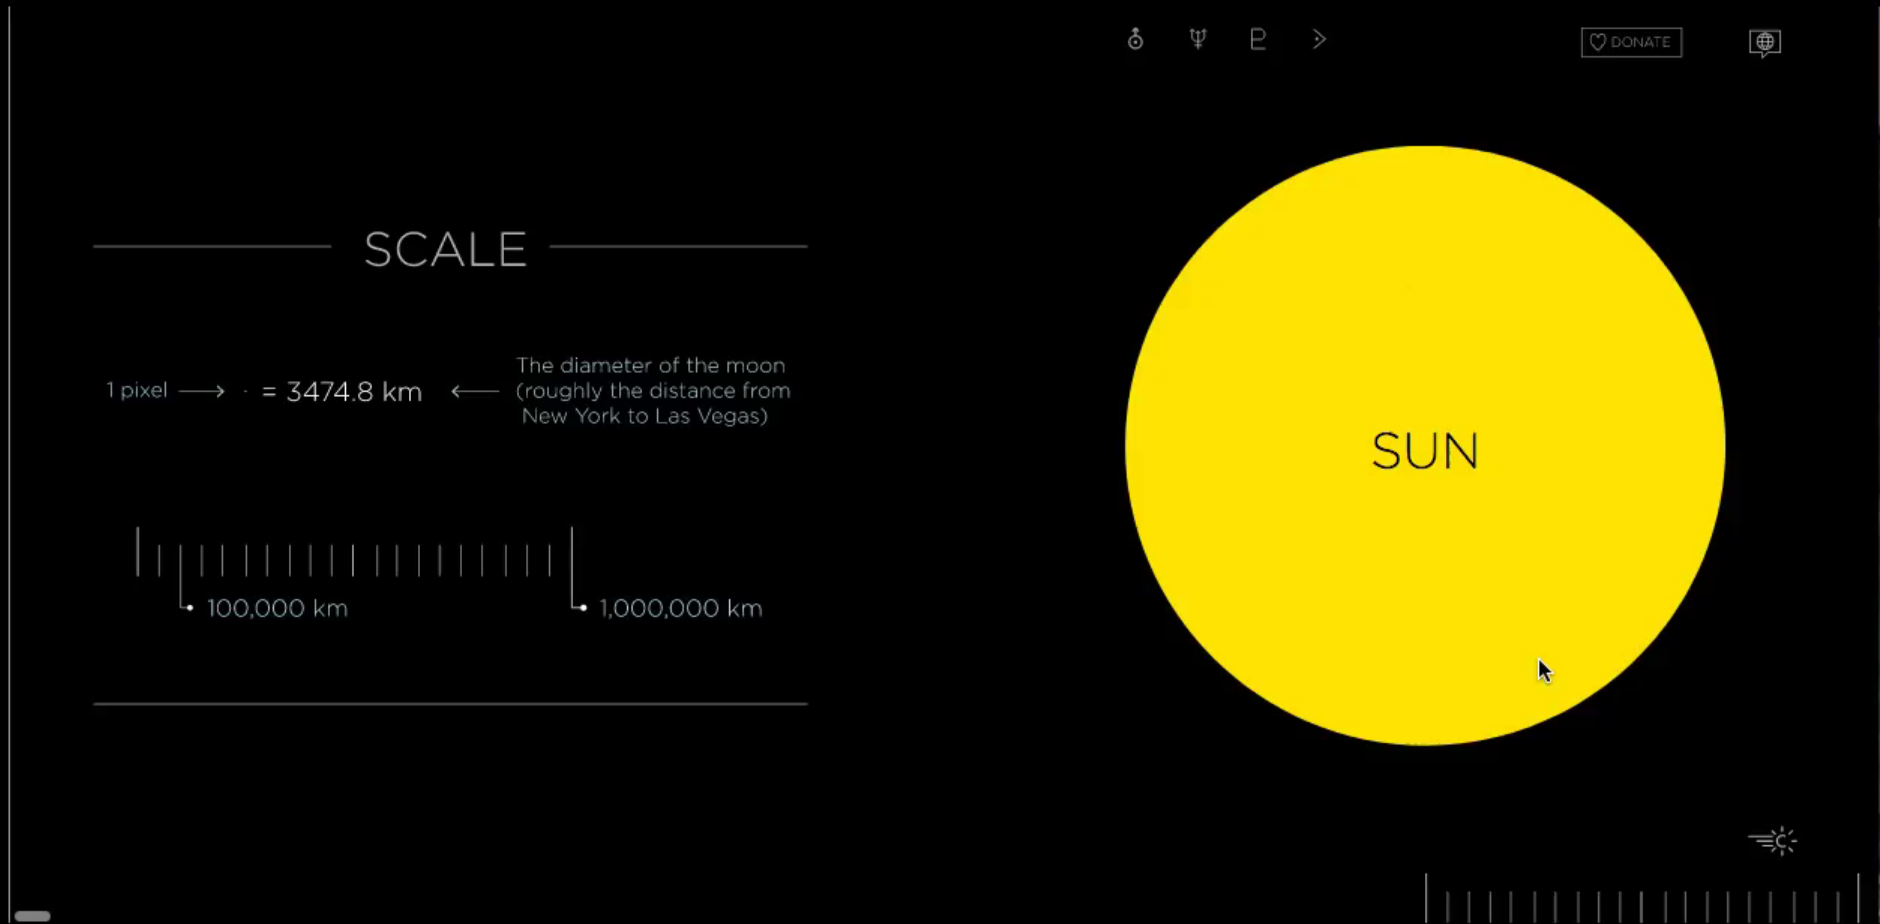 DONATE
SCALE
1 pixel = 3474.8 km
The diameter of the moon
(roughly the distance from
New York to Las Vegas)
100,000 km
1,000,000 km
SUN
C